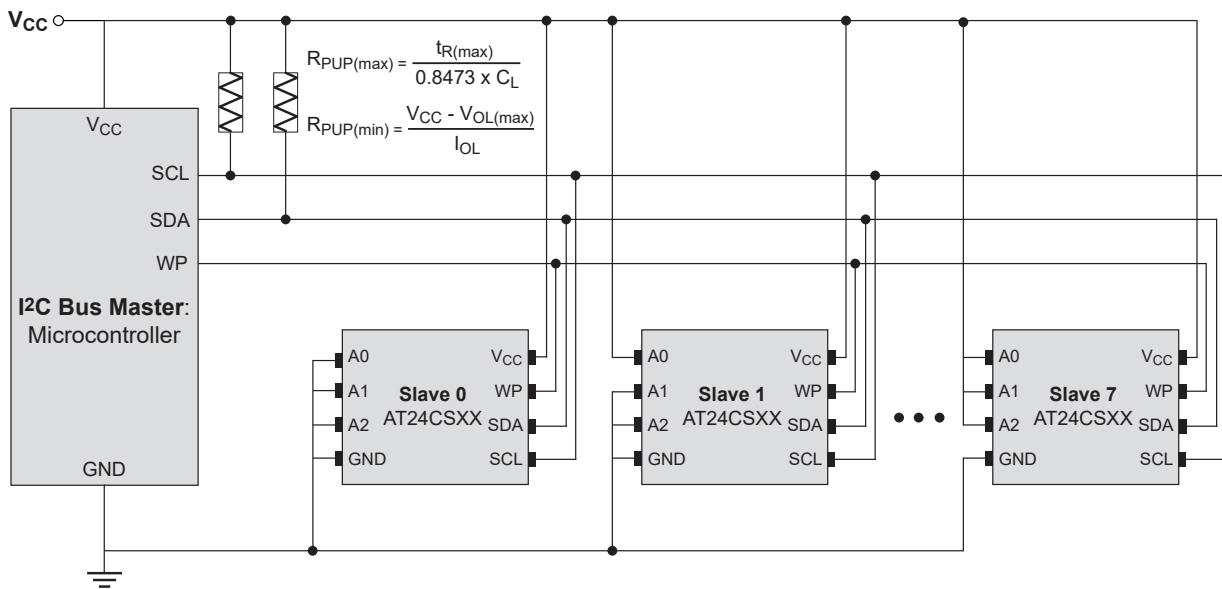 VCC
RPUP(max) = tR(max)
0.8473 x CL
RPUP(min) = VCC - VOL(max)
IOL
VCC
SCL
SDA
WP
I2C Bus Master:
Microcontroller
GND
A0
A1
A2
GND
Slave 0
AT24CSXX
VCC
WP
SDA
SCL
A0
A1
A2
GND
Slave 1
AT24CSXX
VCC
WP
SDA
SCL
A0
A1
A2
GND
Slave 7
AT24CSXX
VCC
WP
SDA
SCL